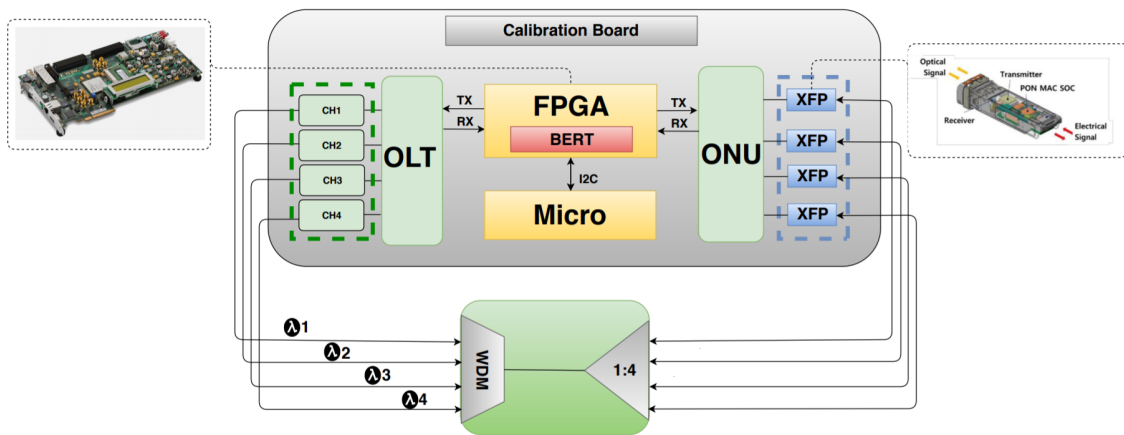 Calibration Board
CH1
CH2
CH3
CH4
OLT
TX
RX
FPGA
BERT
I2C
Micro
TX
RX
ONU
XFP
XFP
XFP
XFP
Optical
Signal
Transmitter
PON MAC SOC
Receiver
Electrical
Signal
λ1
λ2
λ3
λ4
WDM
1:4